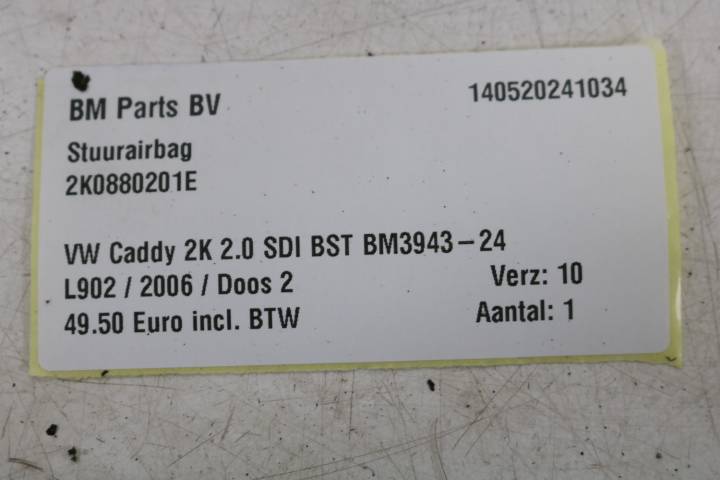 BM Parts BV 140520241034
Stuurairbag
2K0880201E
VW Caddy 2K 2.0 SDI BST BM3943-24
L902 / 2006 / Doos 2 Verz: 10
49.50 Euro incl. BTW Aantal: 1